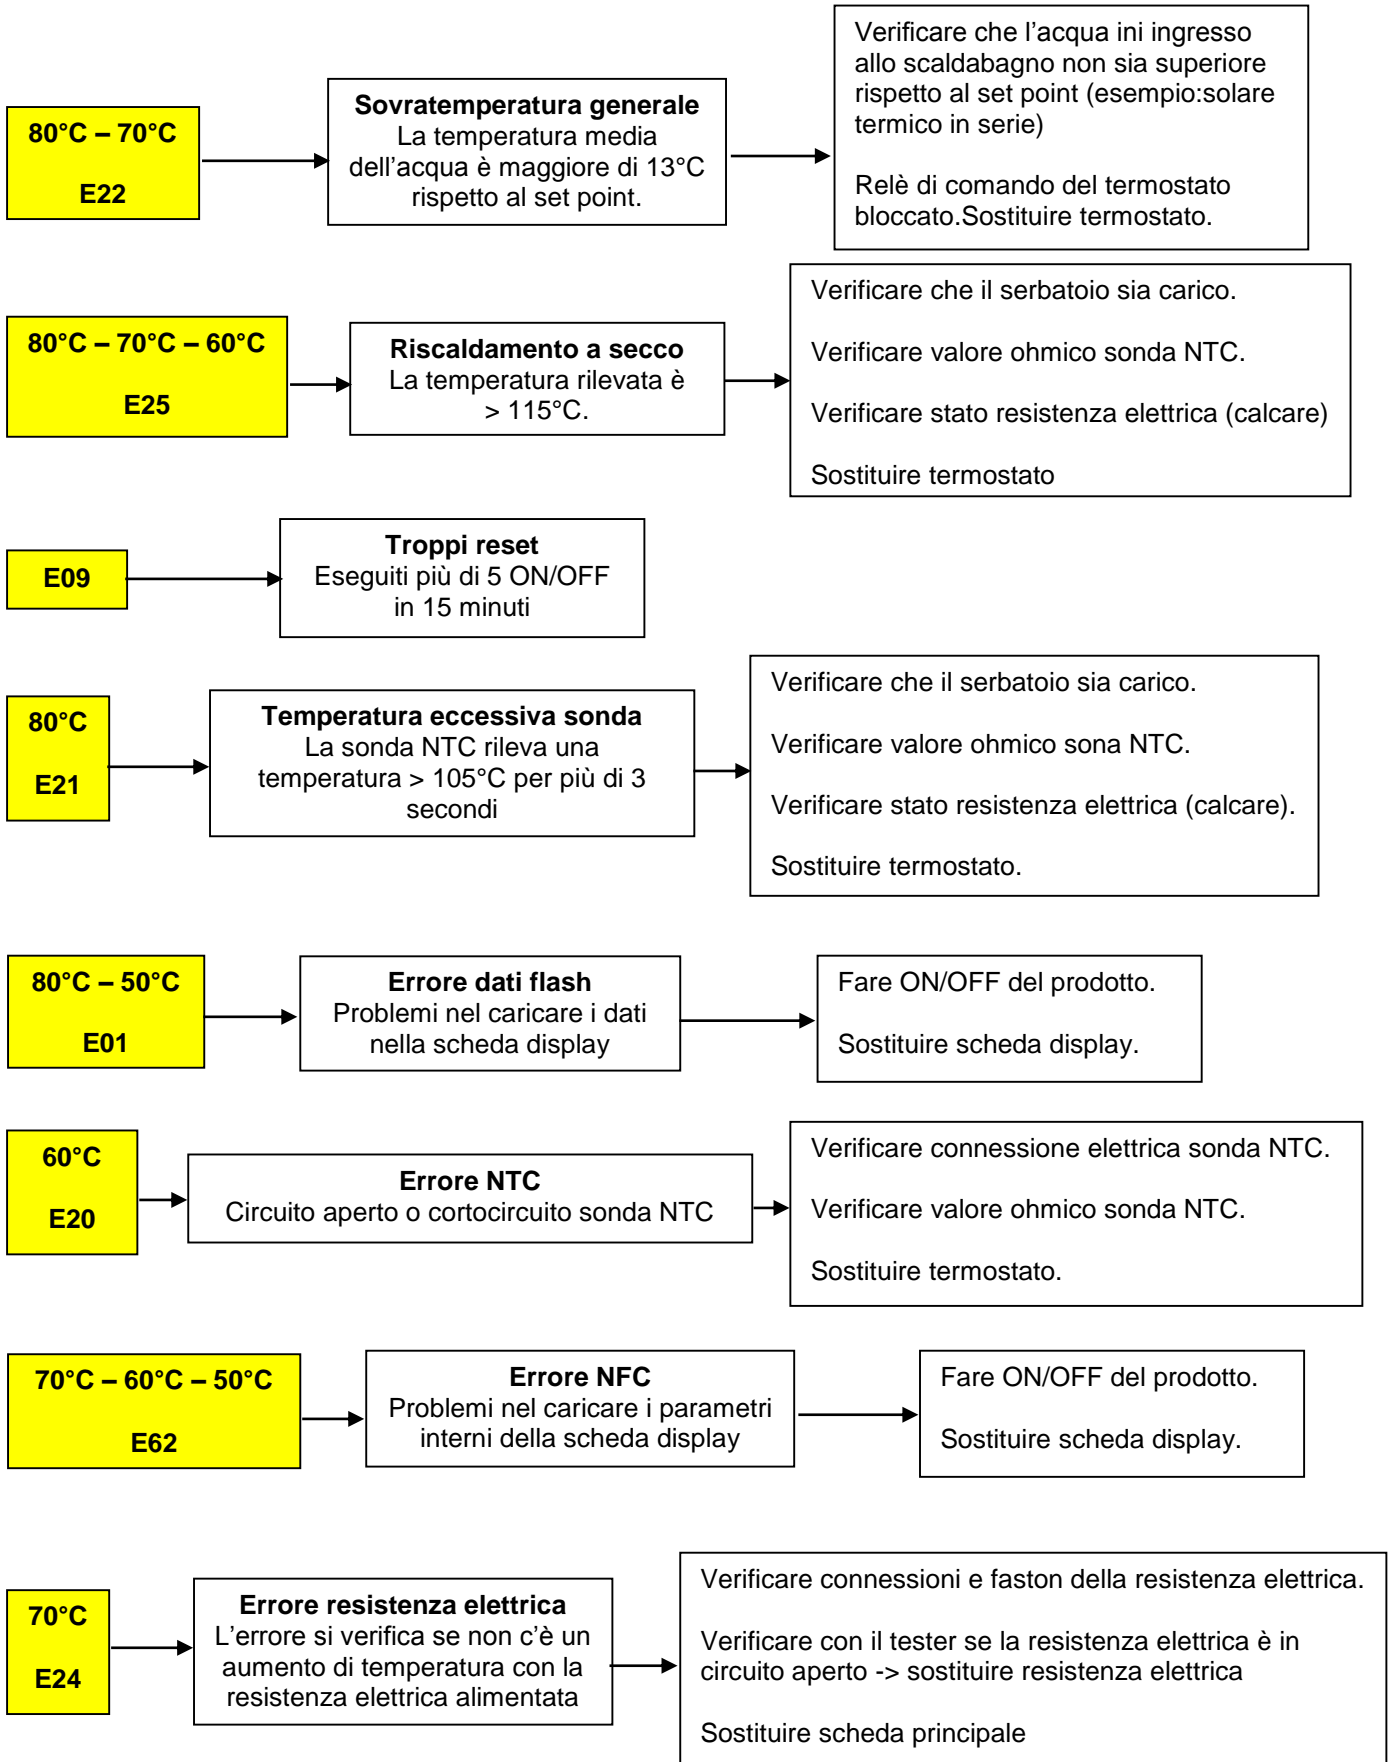 80°C – 70°C
E22
Sovratemperatura generale
La temperatura media
dell’acqua è maggiore di 13°C
rispetto al set point.
Verificare che l’acqua ini ingresso
allo scaldabagno non sia superiore
rispetto al set point (esempio:solare
termico in serie)
Relè di comando del termostato
bloccato.Sostituire termostato.
80°C – 70°C – 60°C
E25
Riscaldamento a secco
La temperatura rilevata è
> 115°C.
Verificare che il serbatoio sia carico.
Verificare valore ohmico sonda NTC.
Verificare stato resistenza elettrica (calcare)
Sostituire termostato
E09
Troppi reset
Eseguiti più di 5 ON/OFF
in 15 minuti
80°C
E21
Temperatura eccessiva sonda
La sonda NTC rileva una
temperatura > 105°C per più di 3
secondi
Verificare che il serbatoio sia carico.
Verificare valore ohmico sona NTC.
Verificare stato resistenza elettrica (calcare).
Sostituire termostato.
80°C – 50°C
E01
Errore dati flash
Problemi nel caricare i dati
nella scheda display
Fare ON/OFF del prodotto.
Sostituire scheda display.
60°C
E20
Errore NTC
Circuito aperto o cortocircuito sonda NTC
Verificare connessione elettrica sonda NTC.
Verificare valore ohmico sonda NTC.
Sostituire termostato.
70°C – 60°C – 50°C
E62
Errore NFC
Problemi nel caricare i parametri
interni della scheda display
Fare ON/OFF del prodotto.
Sostituire scheda display.
70°C
E24
Errore resistenza elettrica
L’errore si verifica se non c’è un
aumento di temperatura con la
resistenza elettrica alimentata
Verificare connessioni e faston della resistenza elettrica.
Verificare con il tester se la resistenza elettrica è in
circuito aperto -> sostituire resistenza elettrica
Sostituire scheda principale